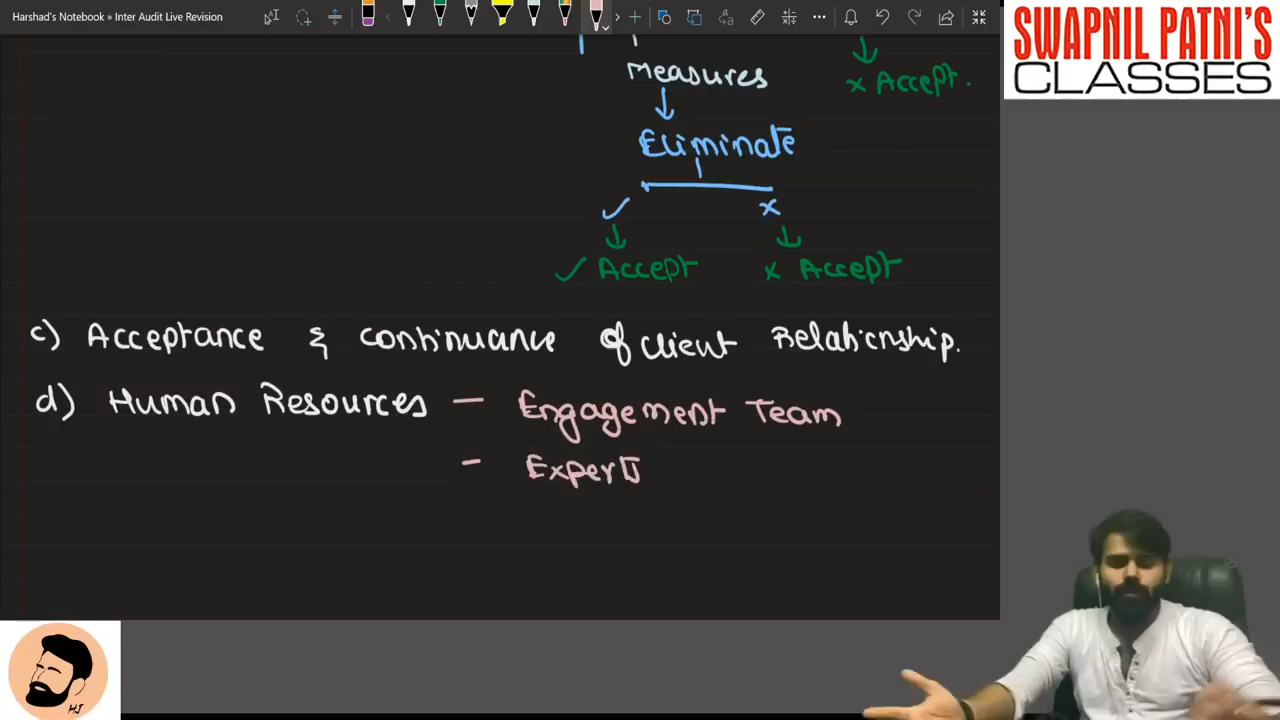 Harshad's Notebook » Inter Audit Live Revision
SWAPNIL PATNI'S
CLASSES
Measures
x Accept.
Eliminate
✓ x
✓ Accept x Accept
c) Acceptance & continuance of client Relationship.
d) Human Resources — Engagement Team
- Experts
HJ